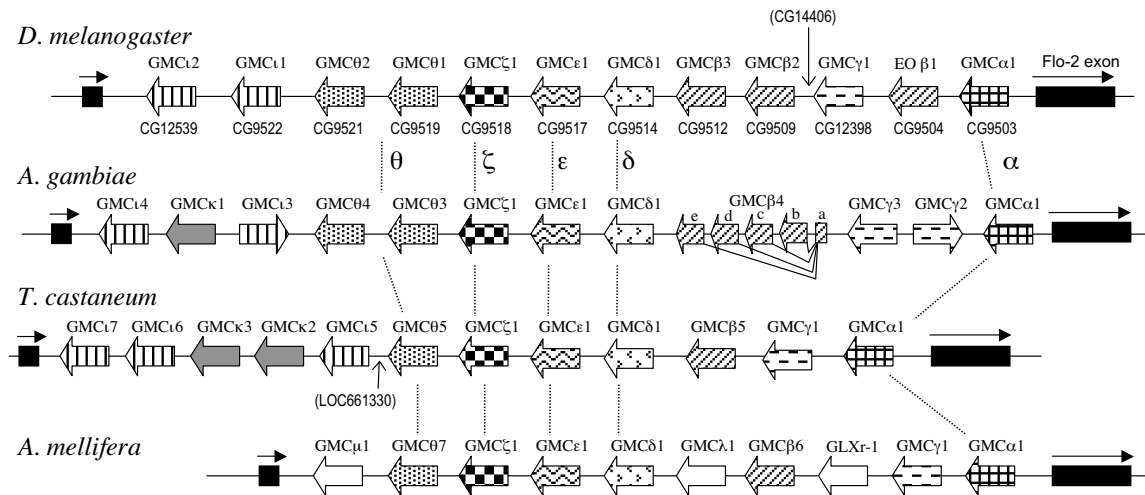 (CG14406)
D. melanogaster
GMCι2 GMCι1 GMCθ2 GMCθ1 GMCζ1 GMCε1 GMCδ1 GMCβ3 GMCβ2 GMCγ1 EO β1 GMCα1 Flo-2 exon
CG12539 CG9522 CG9521 CG9519 CG9518 CG9517 CG9514 CG9512 CG9509 CG12398 CG9504 CG9503
θ ζ ε δ α
A. gambiae
GMCι4 GMCκ1 GMCι3 GMCθ4 GMCθ3 GMCζ1 GMCε1 GMCδ1 GMCβ4 GMCγ3 GMCγ2 GMCα1
e d c b a
T. castaneum
GMCι7 GMCι6 GMCκ3 GMCκ2 GMCι5 GMCθ5 GMCζ1 GMCε1 GMCδ1 GMCβ5 GMCγ1 GMCα1
(LOC661330)
A. mellifera
GMCμ1 GMCθ7 GMCζ1 GMCε1 GMCδ1 GMCλ1 GMCβ6 GLXr-1 GMCγ1 GMCα1